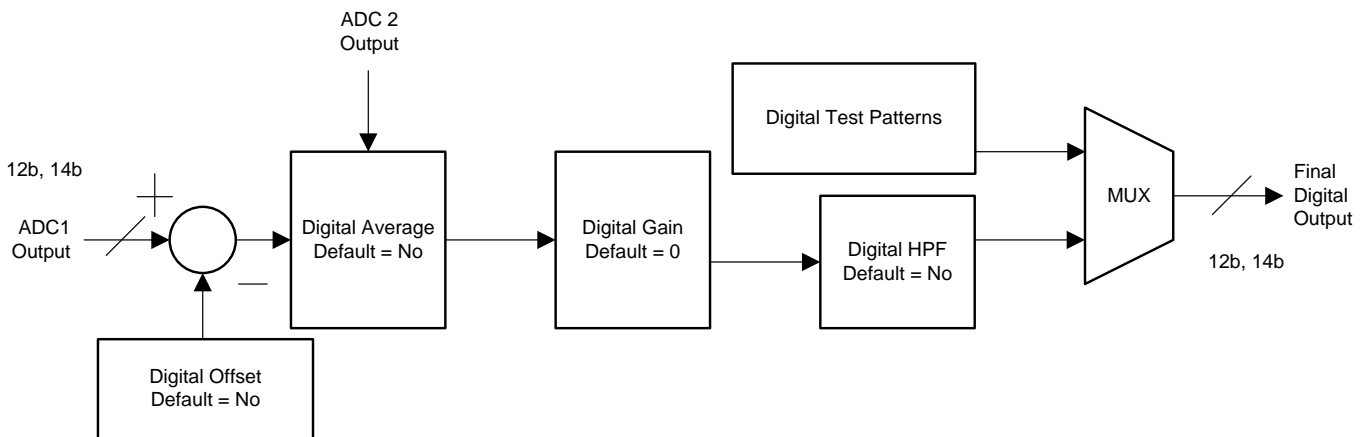 ADC 2
Output
Digital Test Patterns
12b, 14b
ADC1
Output
Digital Average
Default = No
Digital Gain
Default = 0
Digital HPF
Default = No
MUX
Final
Digital
Output
12b, 14b
Digital Offset
Default = No